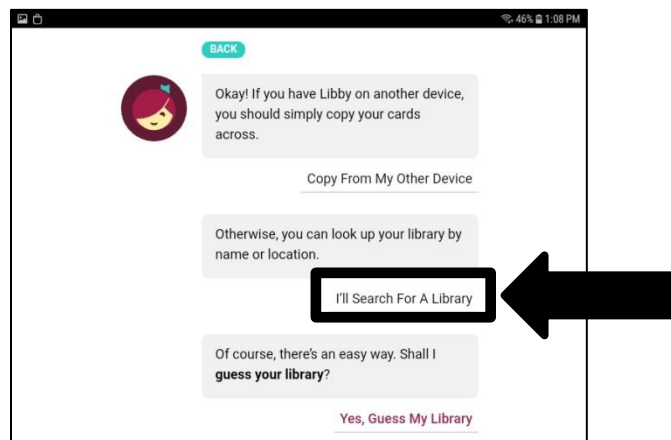 46% 1:08 PM
BACK
Okay! If you have Libby on another device,
you should simply copy your cards
across.
Copy From My Other Device
Otherwise, you can look up your library by
name or location.
I'll Search For A Library
Of course, there's an easy way. Shall I
guess your library?
Yes, Guess My Library